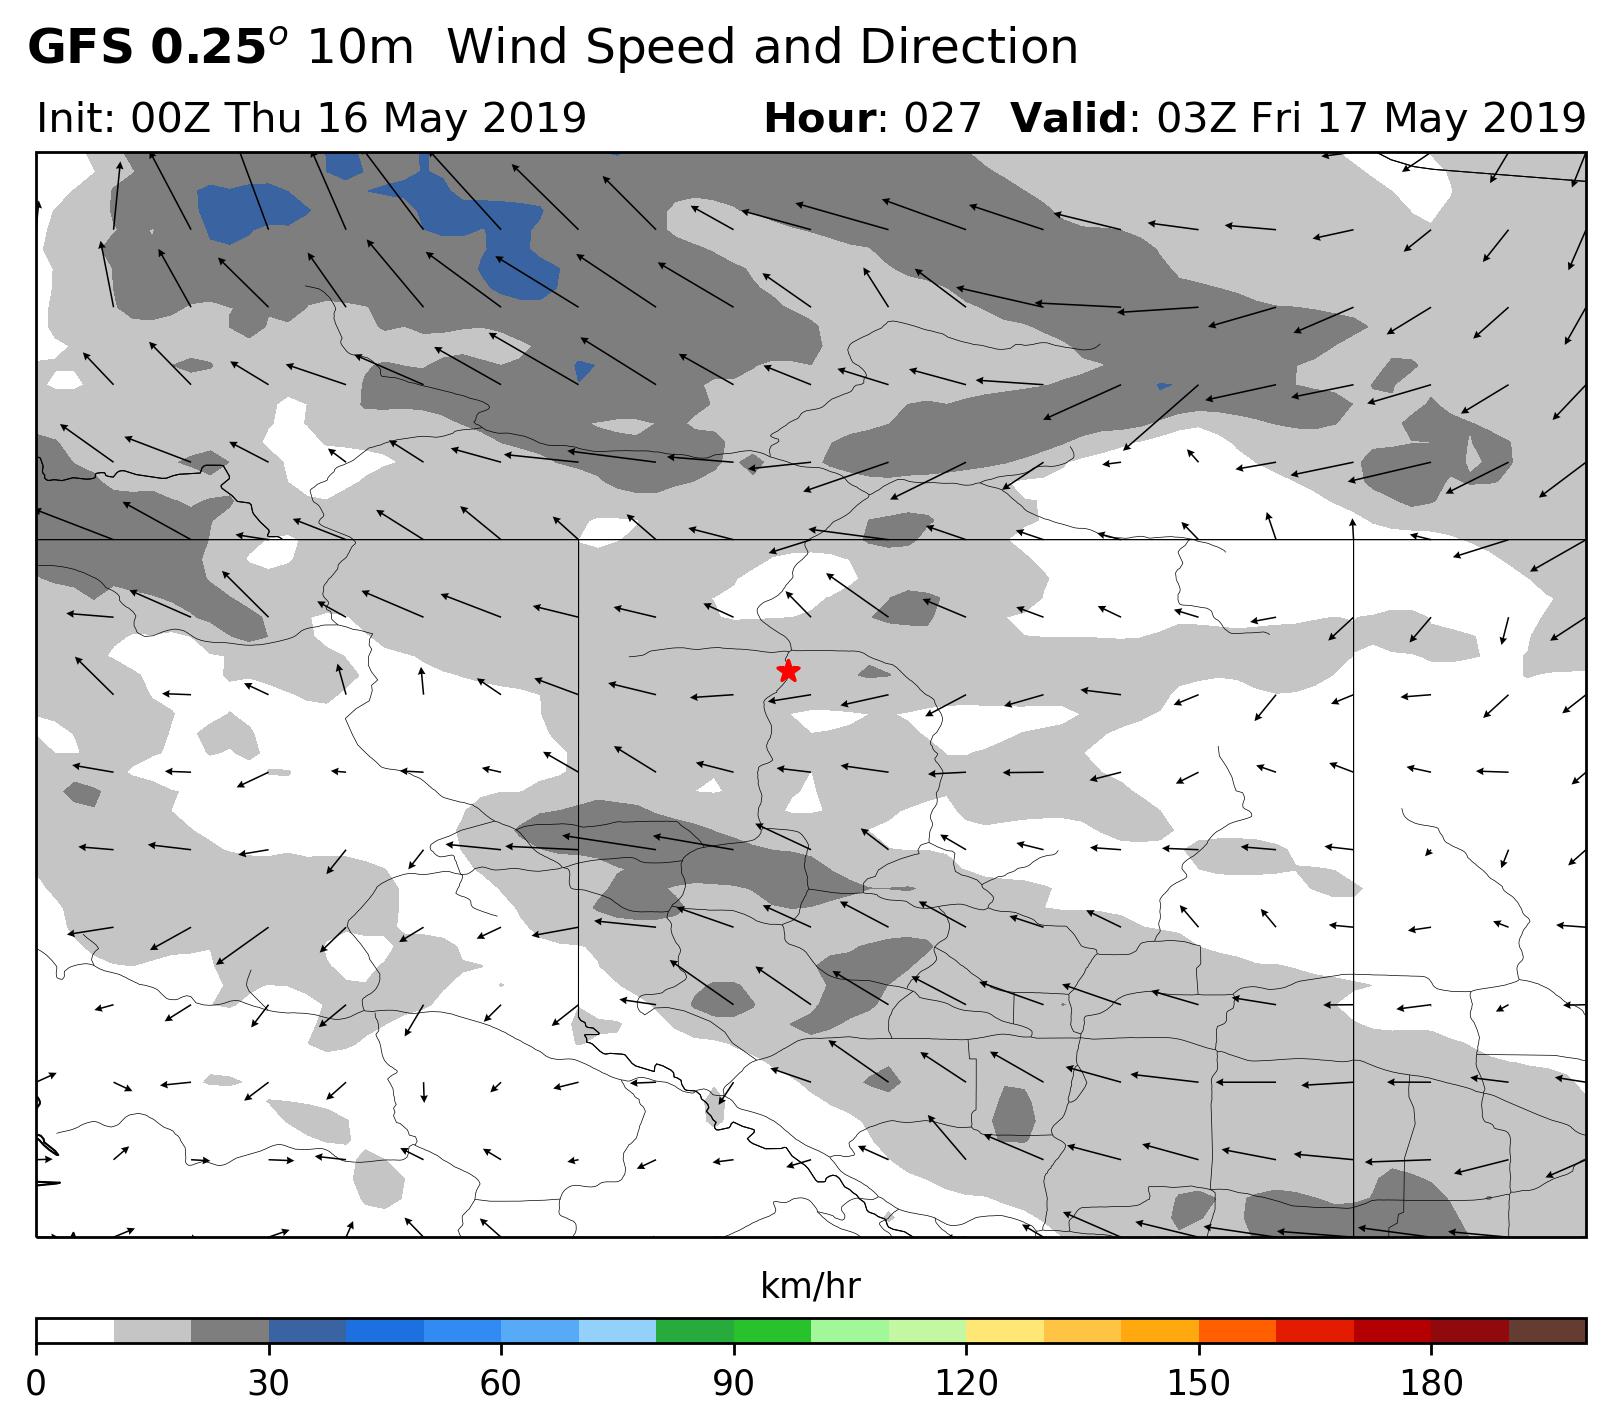 GFS 0.25o 10m Wind Speed and Direction
Init: 00Z Thu 16 May 2019 Hour: 027 Valid: 03Z Fri 17 May 2019
km/hr
0 30 60 90 120 150 180